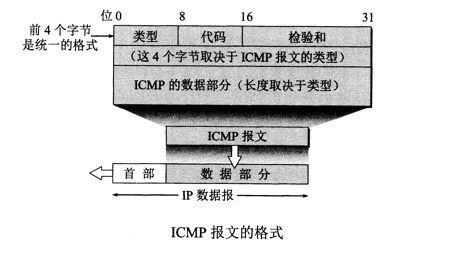 位 0 8 16 31
前 4 个字节
是统一的格式
类型 代码 检验和
(这 4 个字节取决于 ICMP 报文的类型)
ICMP 的数据部分(长度取决于类型)
ICMP 报文
首 部 数 据 部 分
IP 数据报
ICMP 报文的格式